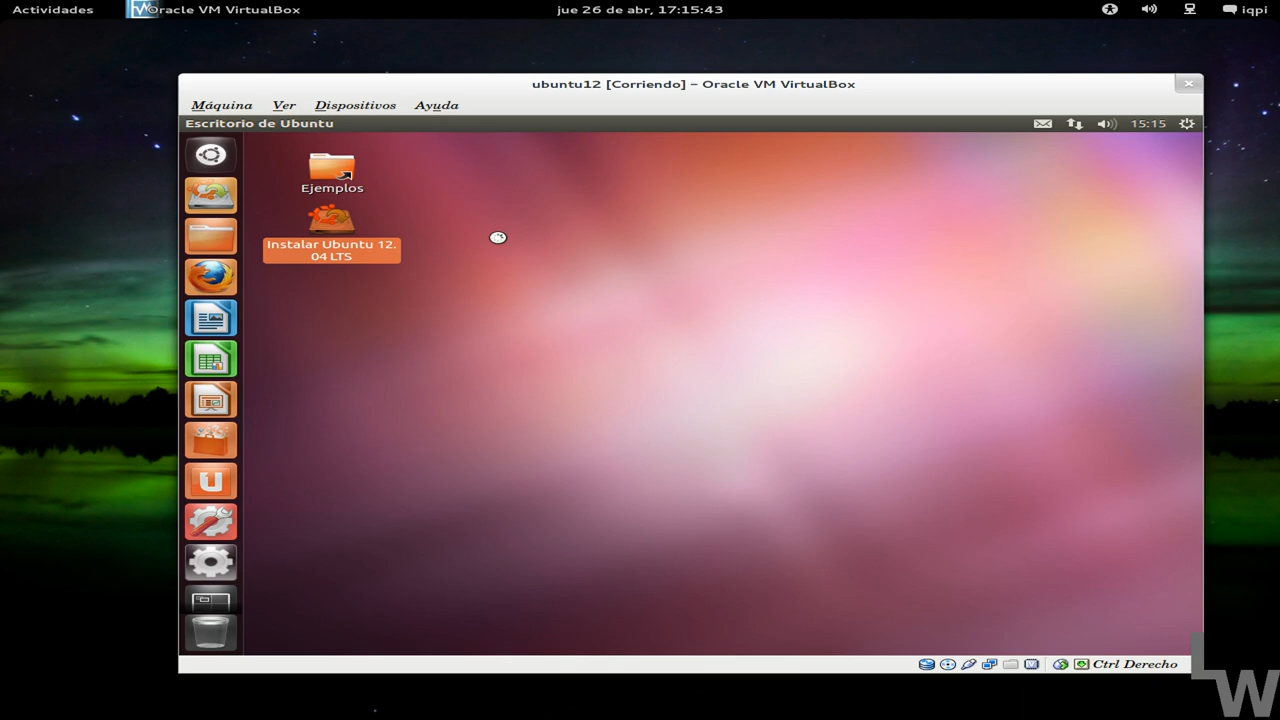 Actividades
Oracle VM VirtualBox
jue 26 de abr, 17:15:43
iqpi
ubuntu12 [Corriendo] – Oracle VM VirtualBox
Máquina Ver Dispositivos Ayuda
Escritorio de Ubuntu
15:15
Ejemplos
Instalar Ubuntu 12.
04 LTS
Ctrl Derecho
LW